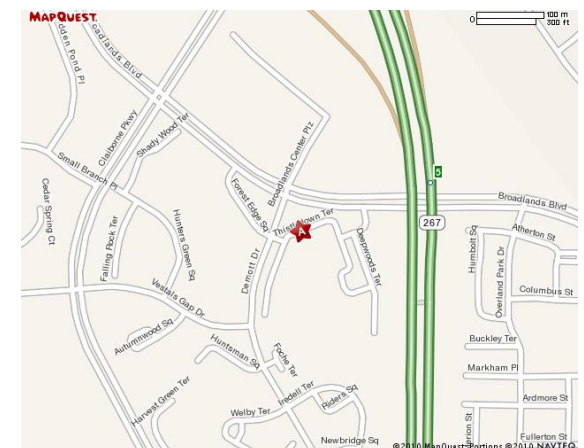 MAPQUEST.
0 100 m
300 ft
Hidden Pond Pl
Broadlands Blvd
Claiborne Pkwy
Shady Wood Ter
Small Branch Pl
Broadlands Center Plz
Forest Edge Sq
Cedar Spring Ct
Falling Rock Ter
Hunters Green Sq
Thistledown Ter
A
Demott Dr
Deepwoods Ter
5
267
Broadlands Blvd
Atherton St
Humbolt Sq
Overland Park Dr
Columbus St
Vestals Gap Dr
Autumnwood Sq
Huntsman Sq
Foche Ter
Buckley Ter
Markham Pl
Harvest Green Ter
Iredell Ter
Riders Sq
Welby Ter
Ardmore St
Newbridge Sq
Fullerton St
©2010 MapQuest Portions ©2010 NAVTEQ